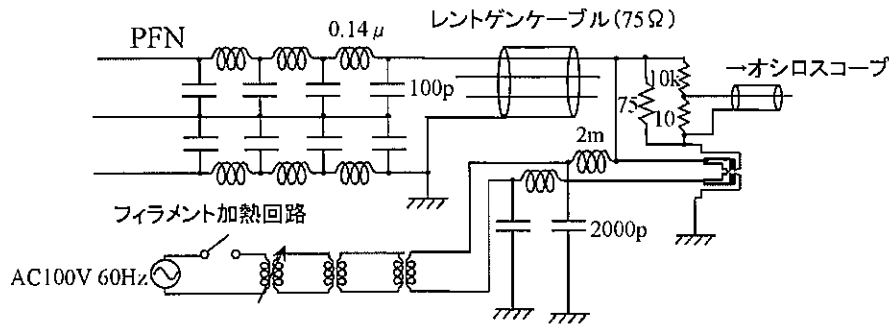 レントゲンケーブル(75Ω)
PFN
0.14μ
→オシロスコープ
10k
100p
75
10
2m
フィラメント加熱回路
2000p
AC100V 60Hz